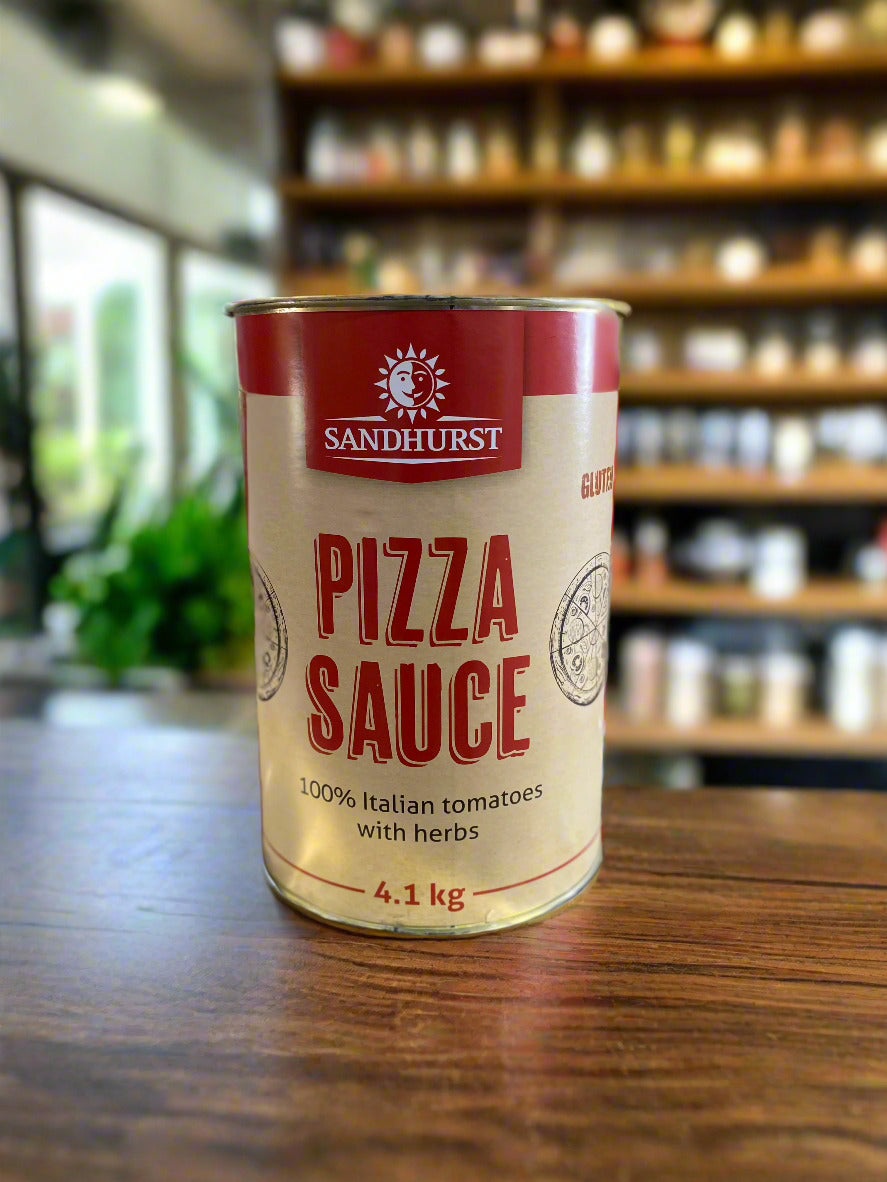 SANDHURST
PIZZA
SAUCE
100% Italian tomatoes
with herbs
4.1 kg